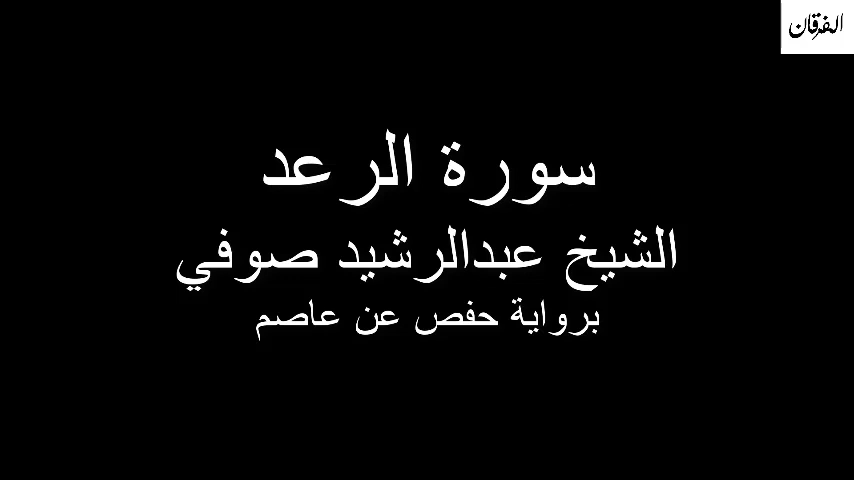 الفرقان
سورة الرعد
الشيخ عبدالرشيد صوفي
برواية حفص عن عاصم